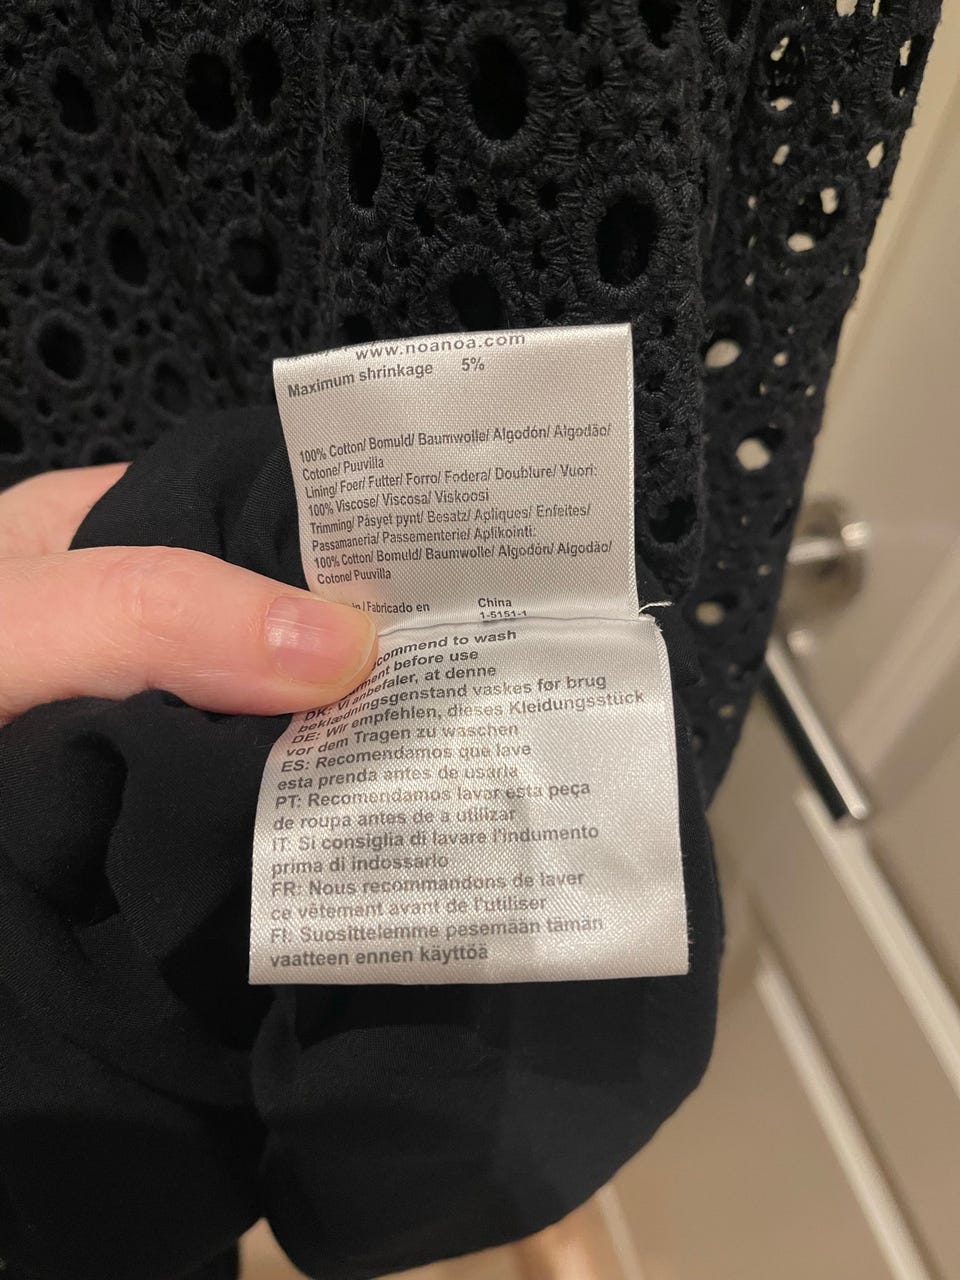 www.noanoa.com
Maximum shrinkage 5%
100% Cotton/ Bomuld/ Baumwolle/ Algodón/ Algodão/
Cotone/ Puuvilla
Lining/ Foer/ Futter/ Forro/ Fodera/ Doublure/ Vuori:
100% Viscose/ Viscosa/ Viskoosi
Trimming/ Påsyet pynt/ Besatz/ Apliques/ Enfeites/
Passamaneria/ Passementerie/ Aplikointi:
100% Cotton/ Bomuld/ Baumwolle/ Algodón/ Algodão/
Cotone/ Puuvilla
in / Fabricado en China
1-5151-1
commend to wash
before use
DK: Vi anbefaler, at denne
beklædningsgenstand vaskes før brug
DE: Wir empfehlen, dieses Kleidungsstück
vor dem Tragen zu waschen
ES: Recomendamos que lave
esta prenda antes de usarla
PT: Recomendamos lavar esta peça
de roupa antes de a utilizar
IT: Si consiglia di lavare l'indumento
prima di indossarlo
FR: Nous recommandons de laver
ce vêtement avant de l'utiliser
FI: Suosittelemme pesemään tämän
vaatteen ennen käyttöä